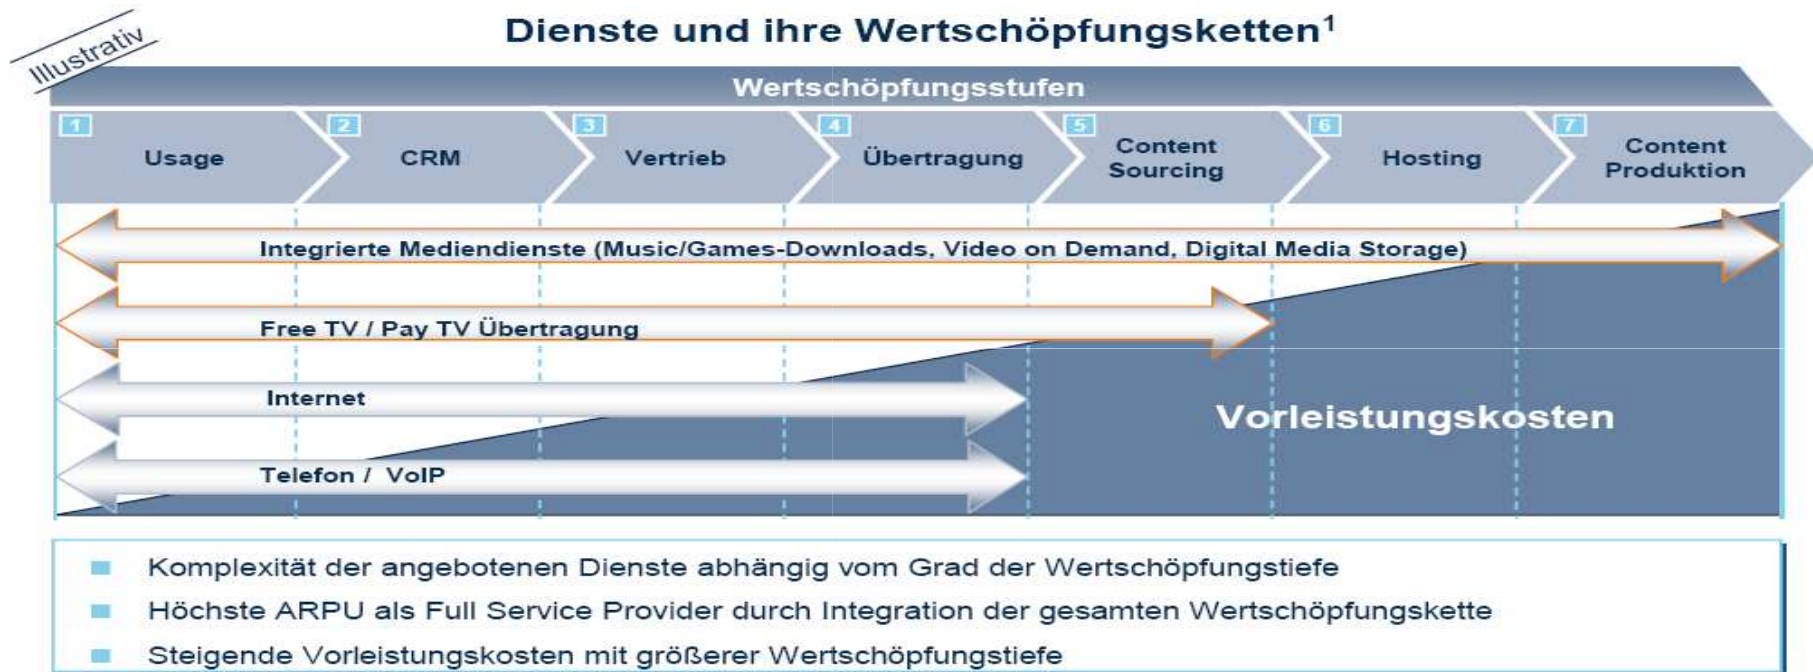 Illustrativ
Dienste und ihre Wertschöpfungsketten¹
Wertschöpfungsstufen
1
Usage
2
CRM
3
Vertrieb
4
Übertragung
5
Content
Sourcing
6
Hosting
7
Content
Produktion
Integrierte Mediendienste (Music/Games-Downloads, Video on Demand, Digital Media Storage)
Free TV / Pay TV Übertragung
Internet
Vorleistungskosten
Telefon / VoIP
Komplexität der angebotenen Dienste abhängig vom Grad der Wertschöpfungstiefe
Höchste ARPU als Full Service Provider durch Integration der gesamten Wertschöpfungskette
Steigende Vorleistungskosten mit größerer Wertschöpfungstiefe